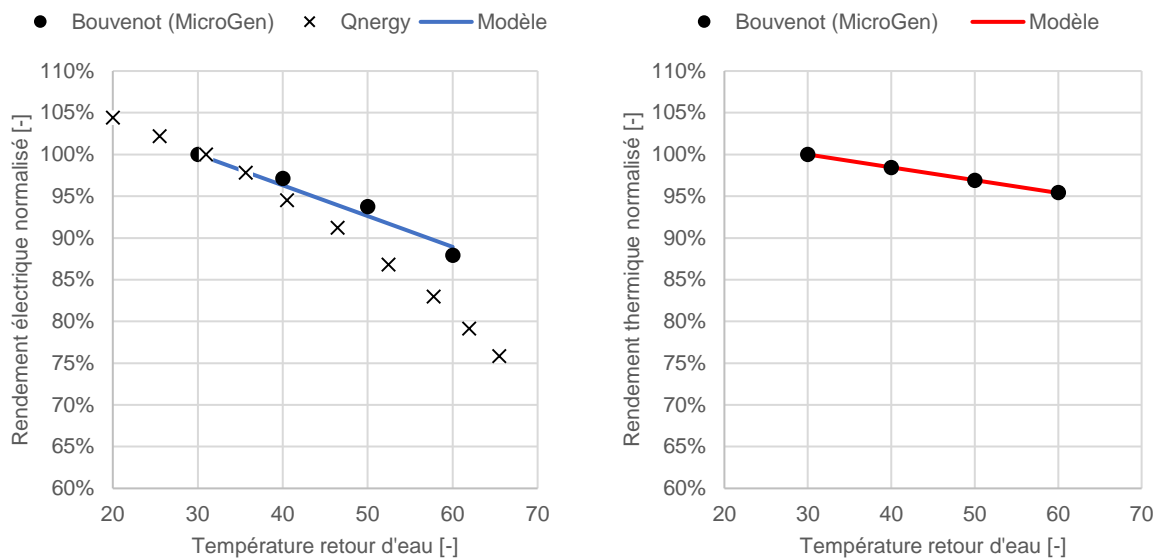 Bouvenot (MicroGen) Qnergy Modèle
Rendement électrique normalisé [-]
110%
105%
100%
95%
90%
85%
80%
75%
70%
65%
60%
20 30 40 50 60 70
Température retour d'eau [-]
Bouvenot (MicroGen) Modèle
Rendement thermique normalisé [-]
110%
105%
100%
95%
90%
85%
80%
75%
70%
65%
60%
20 30 40 50 60 70
Température retour d'eau [-]